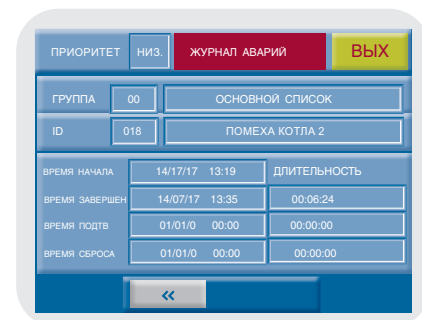 ПРИОРИТЕТ НИЗ. ЖУРНАЛ АВАРИЙ ВЫХ
ГРУППА 00 ОСНОВНОЙ СПИСОК
ID 018 ПОМЕХА КОТЛА 2
ВРЕМЯ НАЧАЛА 14/17/17 13:19 ДЛИТЕЛЬНОСТЬ
ВРЕМЯ ЗАВЕРШЕН 14/07/17 13:35 00:06:24
ВРЕМЯ ПОДТВ 01/01/0 00:00 00:00:00
ВРЕМЯ СБРОСА 01/01/0 00:00 00:00:00
«